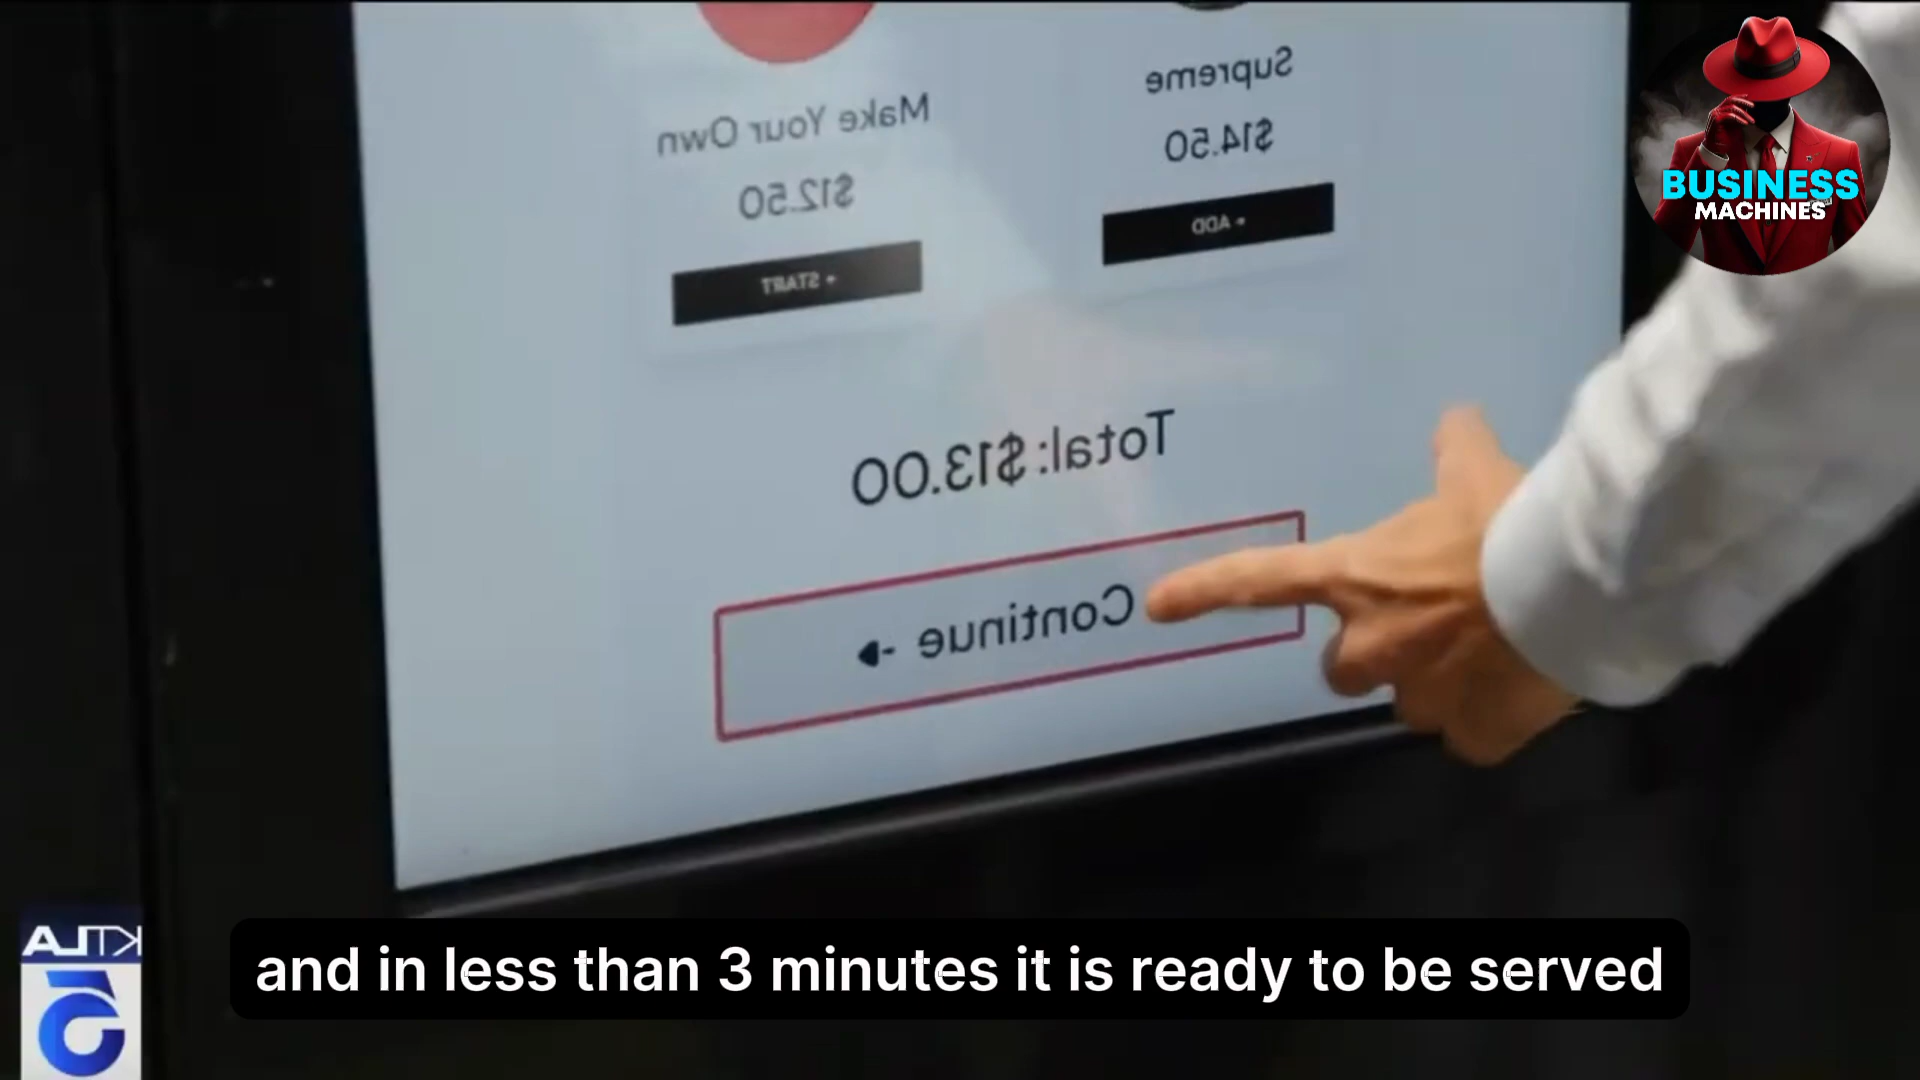 Supreme
$14.50
+ ADD
Make Your Own
$12.50
+ START
Total: $13.00
Continue
BUSINESS
MACHINES
KTLA
5
and in less than 3 minutes it is ready to be served